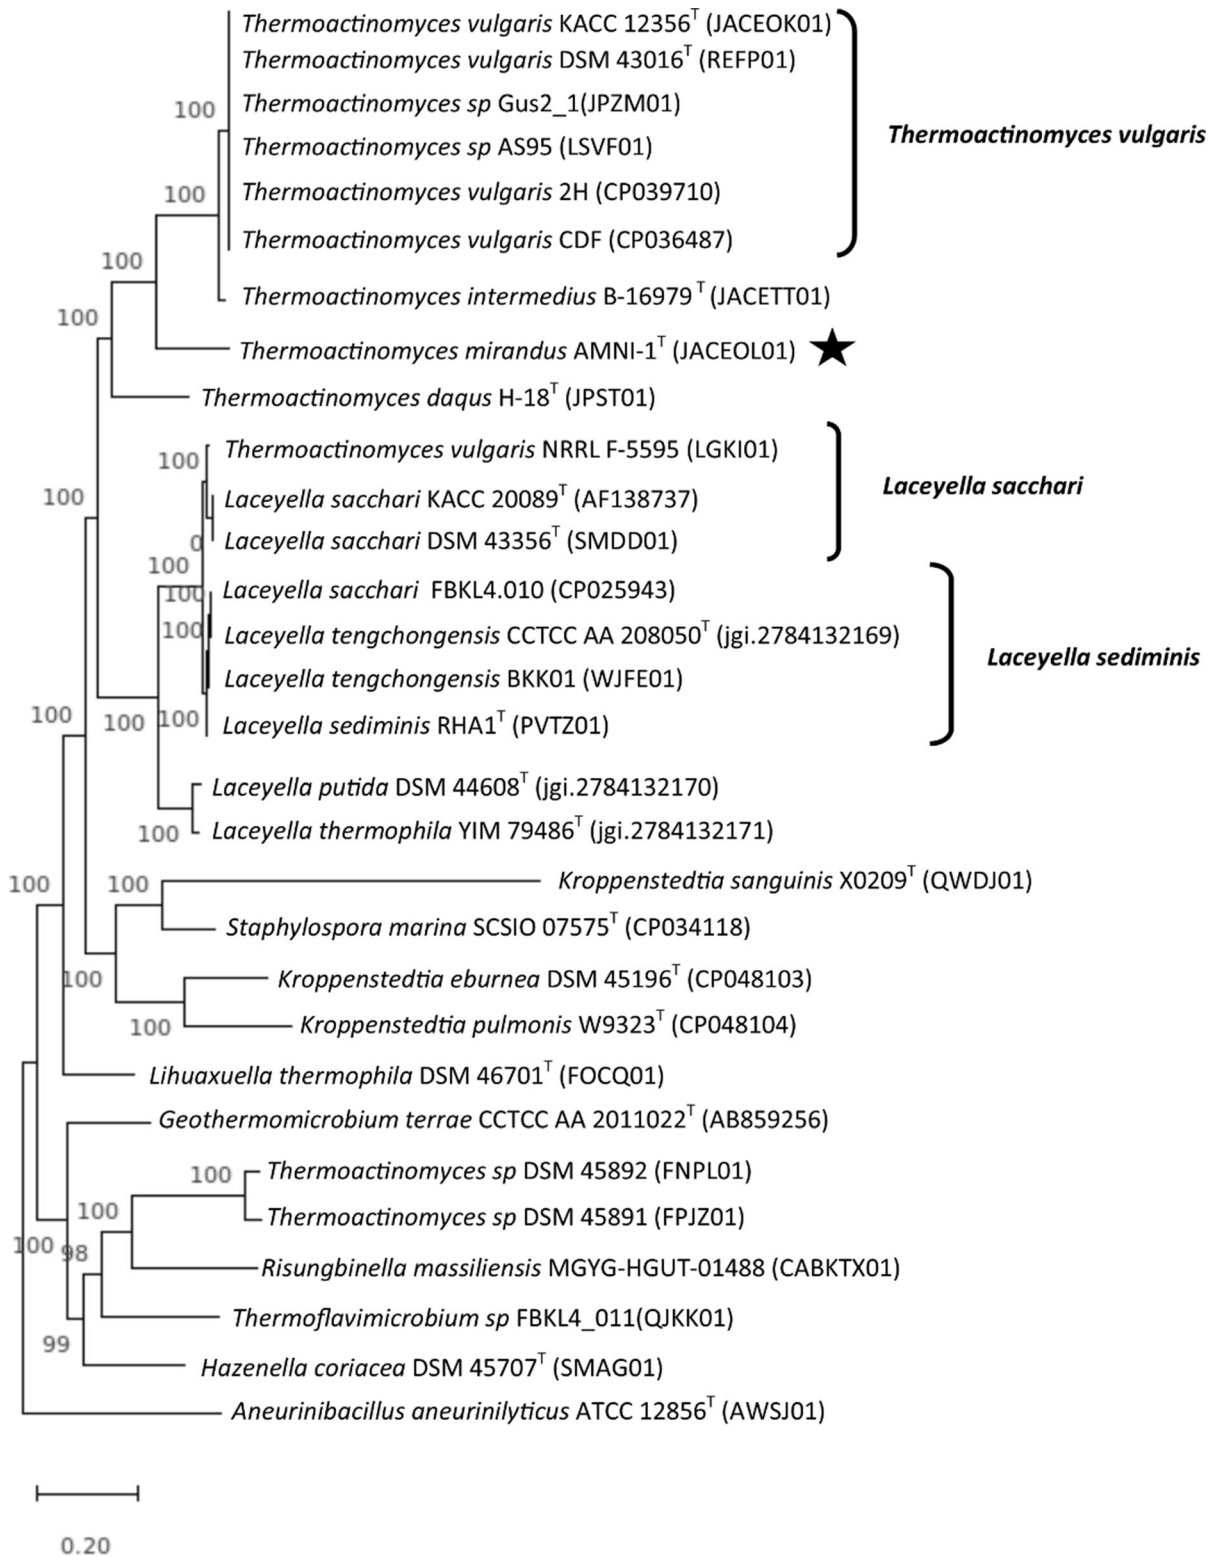 Thermoactinomyces vulgaris KACC 12356T (JACEOK01)
Thermoactinomyces vulgaris DSM 43016T (REFP01)
100
Thermoactinomyces sp Gus2_1(JPZM01)
Thermoactinomyces vulgaris
Thermoactinomyces sp AS95 (LSVF01)
100
Thermoactinomyces vulgaris 2H (CP039710)
Thermoactinomyces vulgaris CDF (CP036487)
100
Thermoactinomyces intermedius B-16979 T (JACETT01)
100
Thermoactinomyces mirandus AMNI-1T (JACEOL01)
Thermoactinomyces daqus H-18T (JPST01)
100
Thermoactinomyces vulgaris NRRL F-5595 (LGKI01)
100
Laceyella sacchari KACC 20089T (AF138737)
Laceyella sacchari
0
Laceyella sacchari DSM 43356T (SMDD01)
100
100
Laceyella sacchari FBKL4.010 (CP025943)
100
Laceyella tengchongensis CCTCC AA 208050T (jgi.2784132169)
Laceyella sediminis
Laceyella tengchongensis BKK01 (WJFE01)
100
100
100
Laceyella sediminis RHA1T (PVTZ01)
Laceyella putida DSM 44608T (jgi.2784132170)
100
Laceyella thermophila YIM 79486T (jgi.2784132171)
100
100
Kroppenstedtia sanguinis X0209T (QWDJ01)
Staphylospora marina SCSIO 07575T (CP034118)
100
Kroppenstedtia eburnea DSM 45196T (CP048103)
100
Kroppenstedtia pulmonis W9323T (CP048104)
Lihuaxuella thermophila DSM 46701T (FOCQ01)
Geothermomicrobium terrae CCTCC AA 2011022T (AB859256)
100
Thermoactinomyces sp DSM 45892 (FNPL01)
100
Thermoactinomyces sp DSM 45891 (FPJZ01)
100
98
Risungbinella massiliensis MGYG-HGUT-01488 (CABKTX01)
Thermoflavimicrobium sp FBKL4_011(QJKK01)
99
Hazenella coriacea DSM 45707T (SMAG01)
Aneurinibacillus aneurinilyticus ATCC 12856T (AWSJ01)
0.20